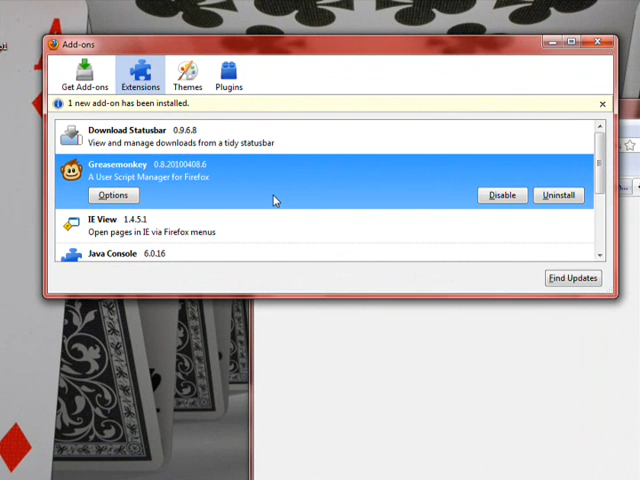 Add-ons
Get Add-ons Extensions Themes Plugins
1 new add-on has been installed.
Download Statusbar 0.9.6.8
View and manage downloads from a tidy statusbar
Greasemonkey 0.8.20100408.6
A User Script Manager for Firefox
Options Disable Uninstall
IE View 1.4.5.1
Open pages in IE via Firefox menus
Java Console 6.0.16
Find Updates
A